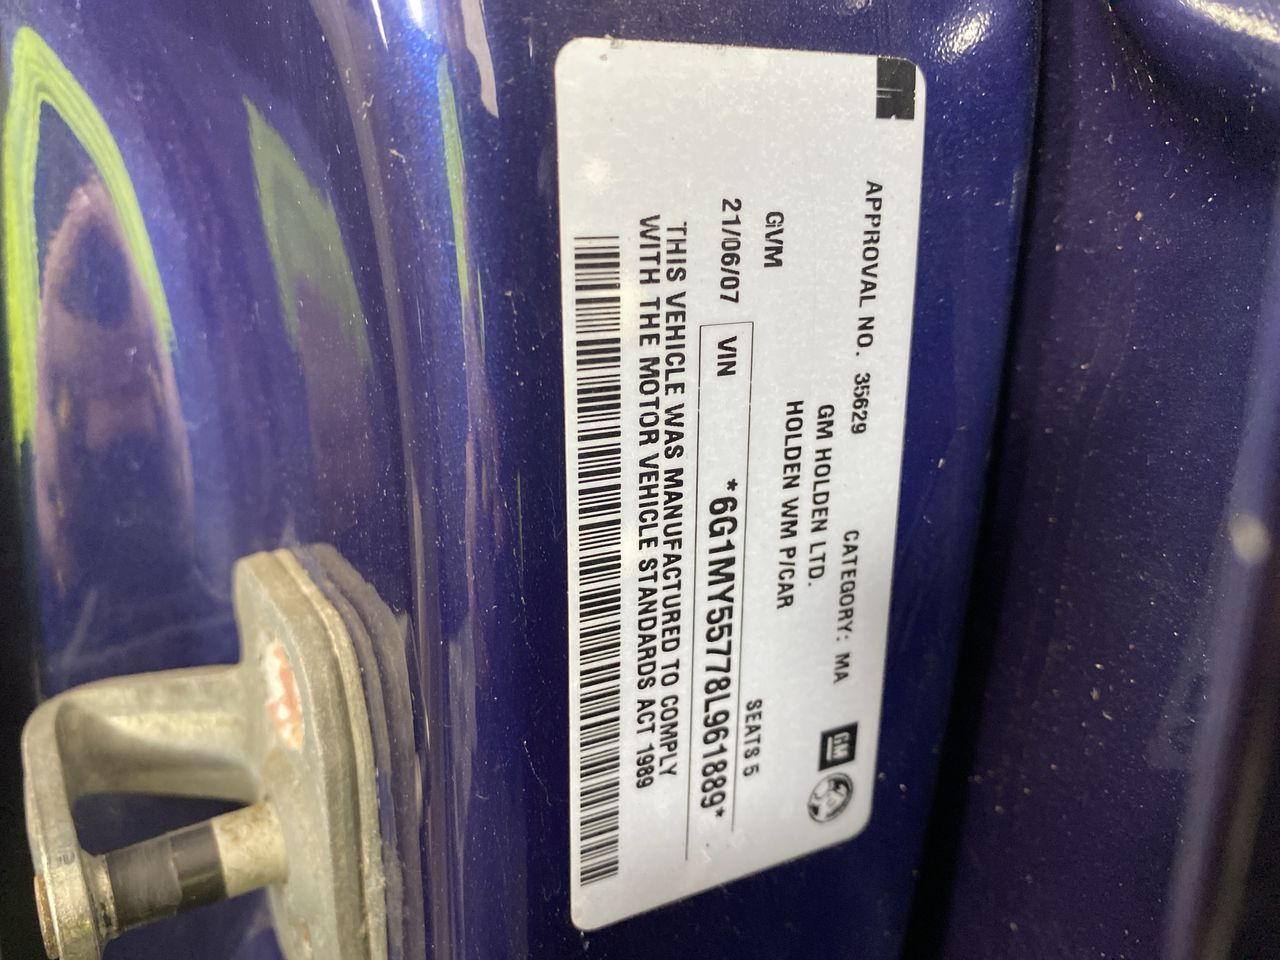 APPROVAL NO. 35629 CATEGORY: MA
GM HOLDEN LTD.
HOLDEN WM P/CAR
GM
GVM SEATS 5
21/06/07 VIN *6G1MY55778L961889*
THIS VEHICLE WAS MANUFACTURED TO COMPLY
WITH THE MOTOR VEHICLE STANDARDS ACT 1989